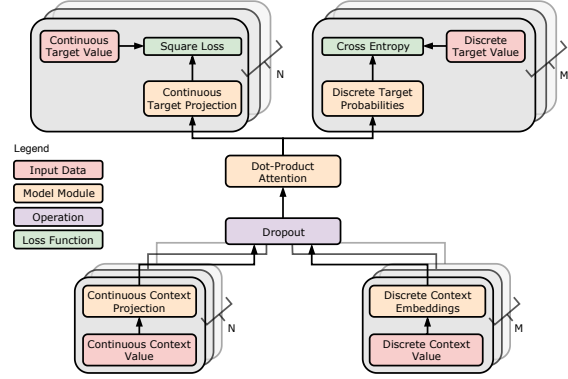 Continuous
Target Value
Square Loss
Continuous
Target Projection
N
Cross Entropy
Discrete
Target Value
Discrete Target
Probabilities
M
Legend
Input Data
Model Module
Operation
Loss Function
Dot-Product
Attention
Dropout
Continuous Context
Projection
Continuous Context
Value
N
Discrete Context
Embeddings
Discrete Context
Value
M